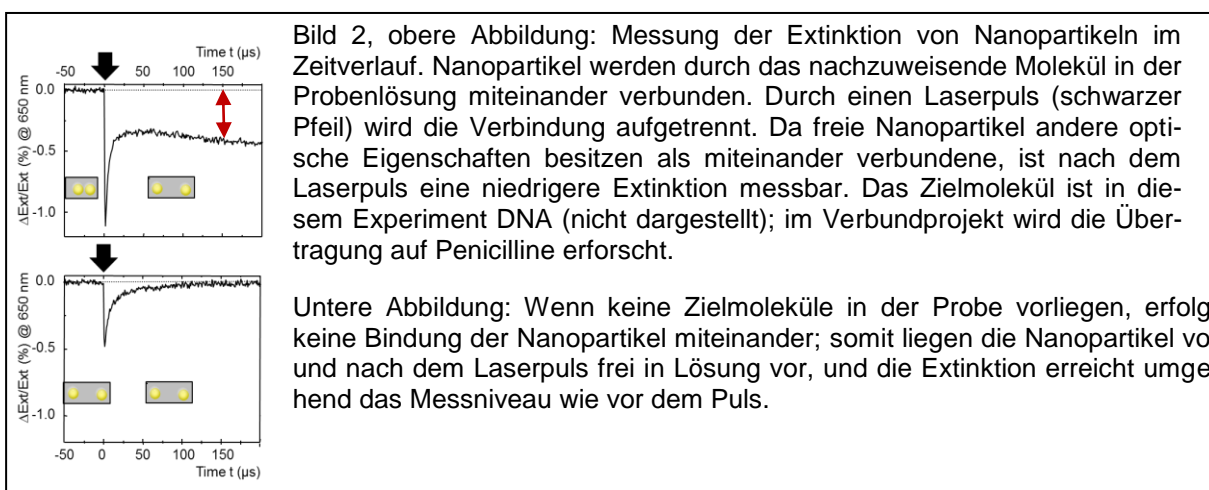 Time t (µs)
-50 0 50 100 150
0.0
-0.5
-1.0
ΔExt/Ext (%) @ 650 nm
0.0
-0.5
-1.0
ΔExt/Ext (%) @ 650 nm
-50 0 50 100 150
Time t (µs)
Bild 2, obere Abbildung: Messung der Extinktion von Nanopartikeln im
Zeitverlauf. Nanopartikel werden durch das nachzuweisende Molekül in der
Probenlösung miteinander verbunden. Durch einen Laserpuls (schwarzer
Pfeil) wird die Verbindung aufgetrennt. Da freie Nanopartikel andere opti-
sche Eigenschaften besitzen als miteinander verbundene, ist nach dem
Laserpuls eine niedrigere Extinktion messbar. Das Zielmolekül ist in die-
sem Experiment DNA (nicht dargestellt); im Verbundprojekt wird die Über-
tragung auf Penicilline erforscht.
Untere Abbildung: Wenn keine Zielmoleküle in der Probe vorliegen, erfolg
keine Bindung der Nanopartikel miteinander; somit liegen die Nanopartikel vo
und nach dem Laserpuls frei in Lösung vor, und die Extinktion erreicht umge
hend das Messniveau wie vor dem Puls.